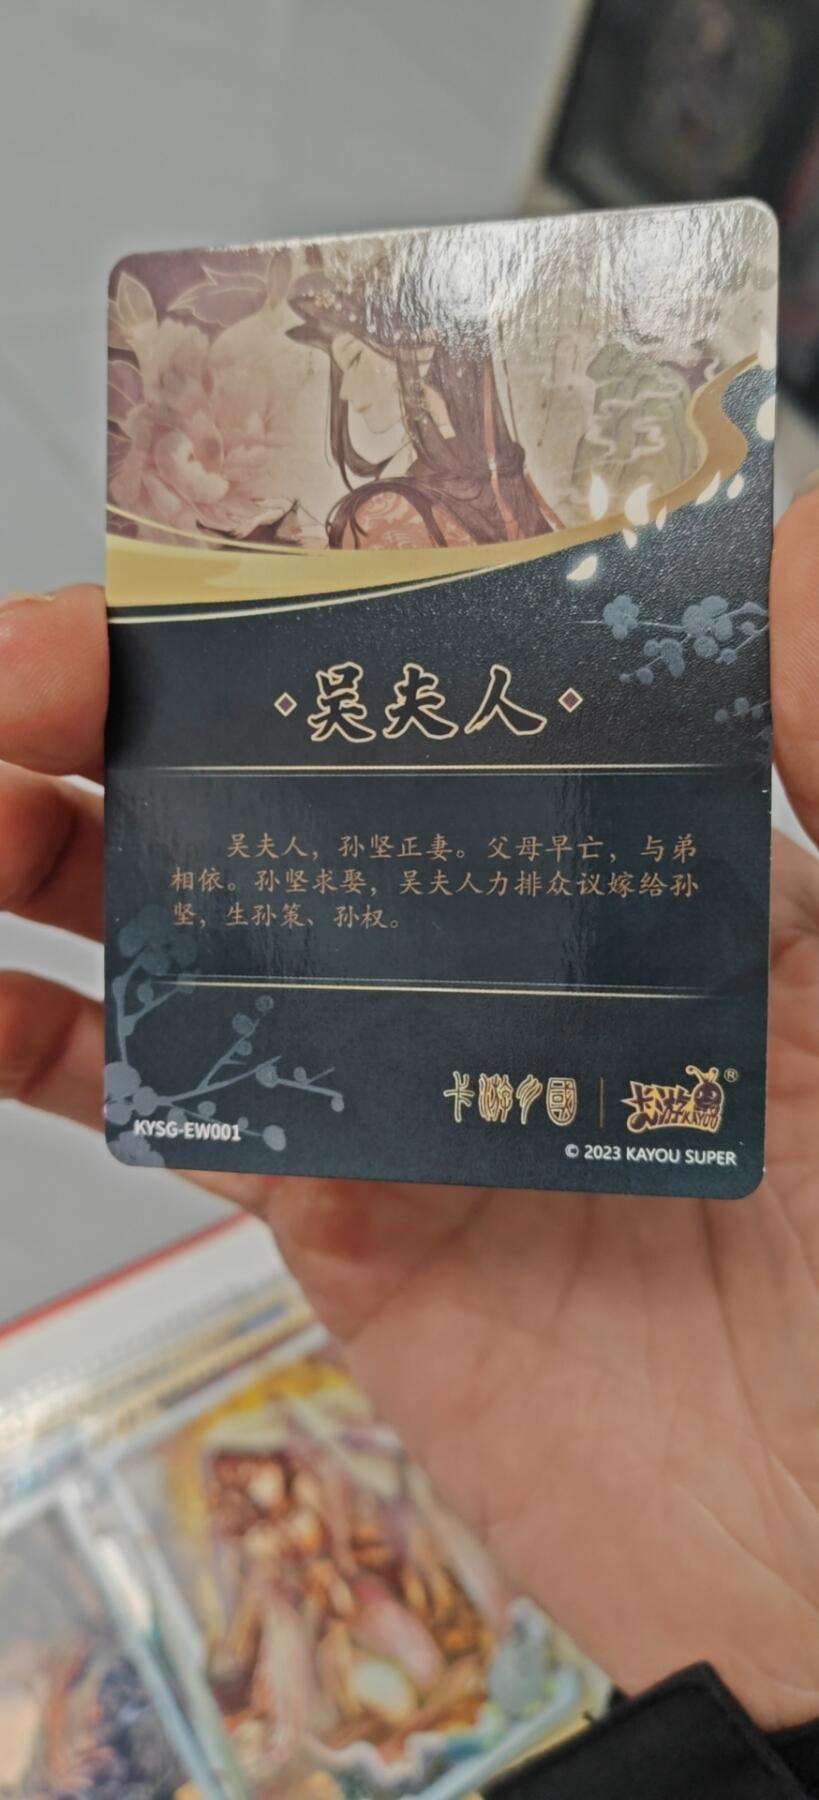 吴夫人
吴夫人，孙坚正妻。父母早亡，与弟
相依。孙坚求娶，吴夫人力排众议嫁给孙
坚，生孙策、孙权。
卡游三国
卡游 KAYOU ®
KYSG-EW001
© 2023 KAYOU SUPER